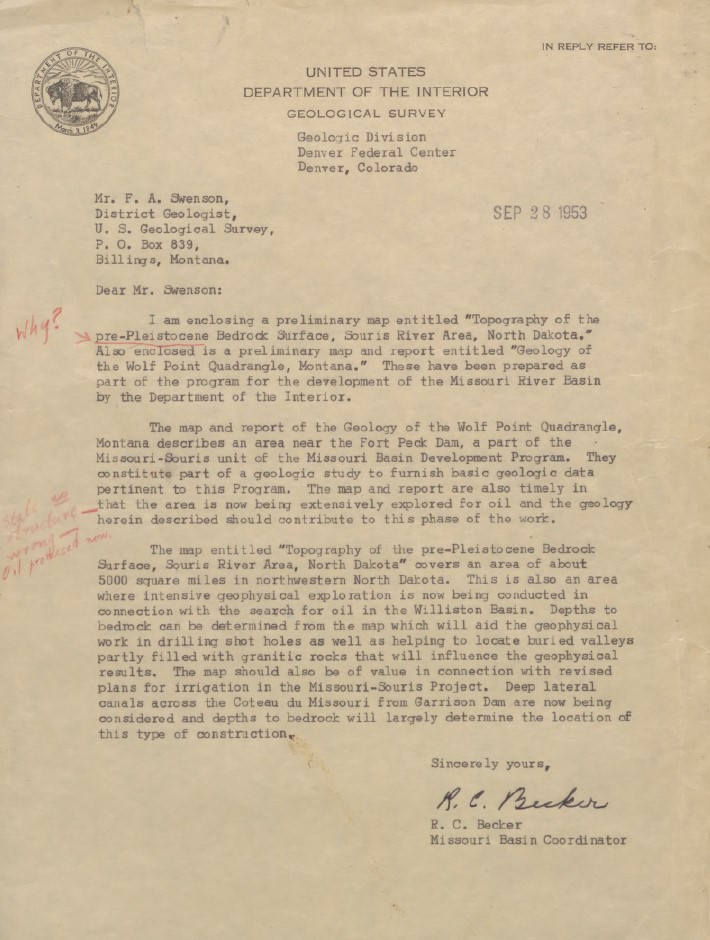 IN REPLY REFER TO:
DEPARTMENT OF THE INTERIOR
March 3, 1849
UNITED STATES
DEPARTMENT OF THE INTERIOR
GEOLOGICAL SURVEY
Geologic Division
Denver Federal Center
Denver, Colorado
Mr. F. A. Swenson,
District Geologist,
U. S. Geological Survey,
P. O. Box 839,
Billings, Montana.
SEP 28 1953
Dear Mr. Swenson:
I am enclosing a preliminary map entitled "Topography of the
Why?
pre-Pleistocene Bedrock Surface, Souris River Area, North Dakota."
Also enclosed is a preliminary map and report entitled "Geology of
the Wolf Point Quadrangle, Montana." These have been prepared as
part of the program for the development of the Missouri River Basin
by the Department of the Interior.
The map and report of the Geology of the Wolf Point Quadrangle,
Montana describes an area near the Fort Peck Dam, a part of the
Missouri-Souris unit of the Missouri Basin Development Program. They
constitute part of a geologic study to furnish basic geologic data
pertinent to this Program. The map and report are also timely in
that the area is now being extensively explored for oil and the geology
herein described should contribute to this phase of the work.
structure
wrong
Oil produced now.
The map entitled "Topography of the pre-Pleistocene Bedrock
Surface, Souris River Area, North Dakota" covers an area of about
5000 square miles in northwestern North Dakota. This is also an area
where intensive geophysical exploration is now being conducted in
connection with the search for oil in the Williston Basin. Depths to
bedrock can be determined from the map which will aid the geophysical
work in drilling shot holes as well as helping to locate buried valleys
partly filled with granitic rocks that will influence the geophysical
results. The map should also be of value in connection with revised
plans for irrigation in the Missouri-Souris Project. Deep lateral
canals across the Coteau du Missouri from Garrison Dam are now being
considered and depths to bedrock will largely determine the location of
this type of construction.
Sincerely yours,
R. C. Becker
R. C. Becker
Missouri Basin Coordinator